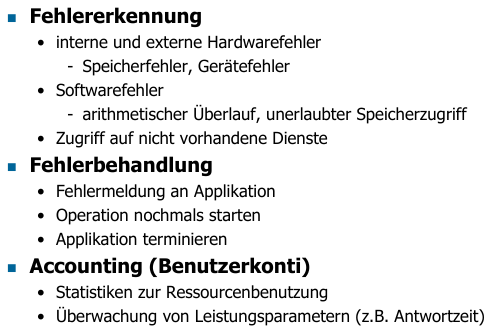 ▪ Fehlererkennung
• interne und externe Hardwarefehler
- Speicherfehler, Gerätefehler
• Softwarefehler
- arithmetischer Überlauf, unerlaubter Speicherzugriff
• Zugriff auf nicht vorhandene Dienste
▪ Fehlerbehandlung
• Fehlermeldung an Applikation
• Operation nochmals starten
• Applikation terminieren
▪ Accounting (Benutzerkonti)
• Statistiken zur Ressourcenbenutzung
• Überwachung von Leistungsparametern (z.B. Antwortzeit)